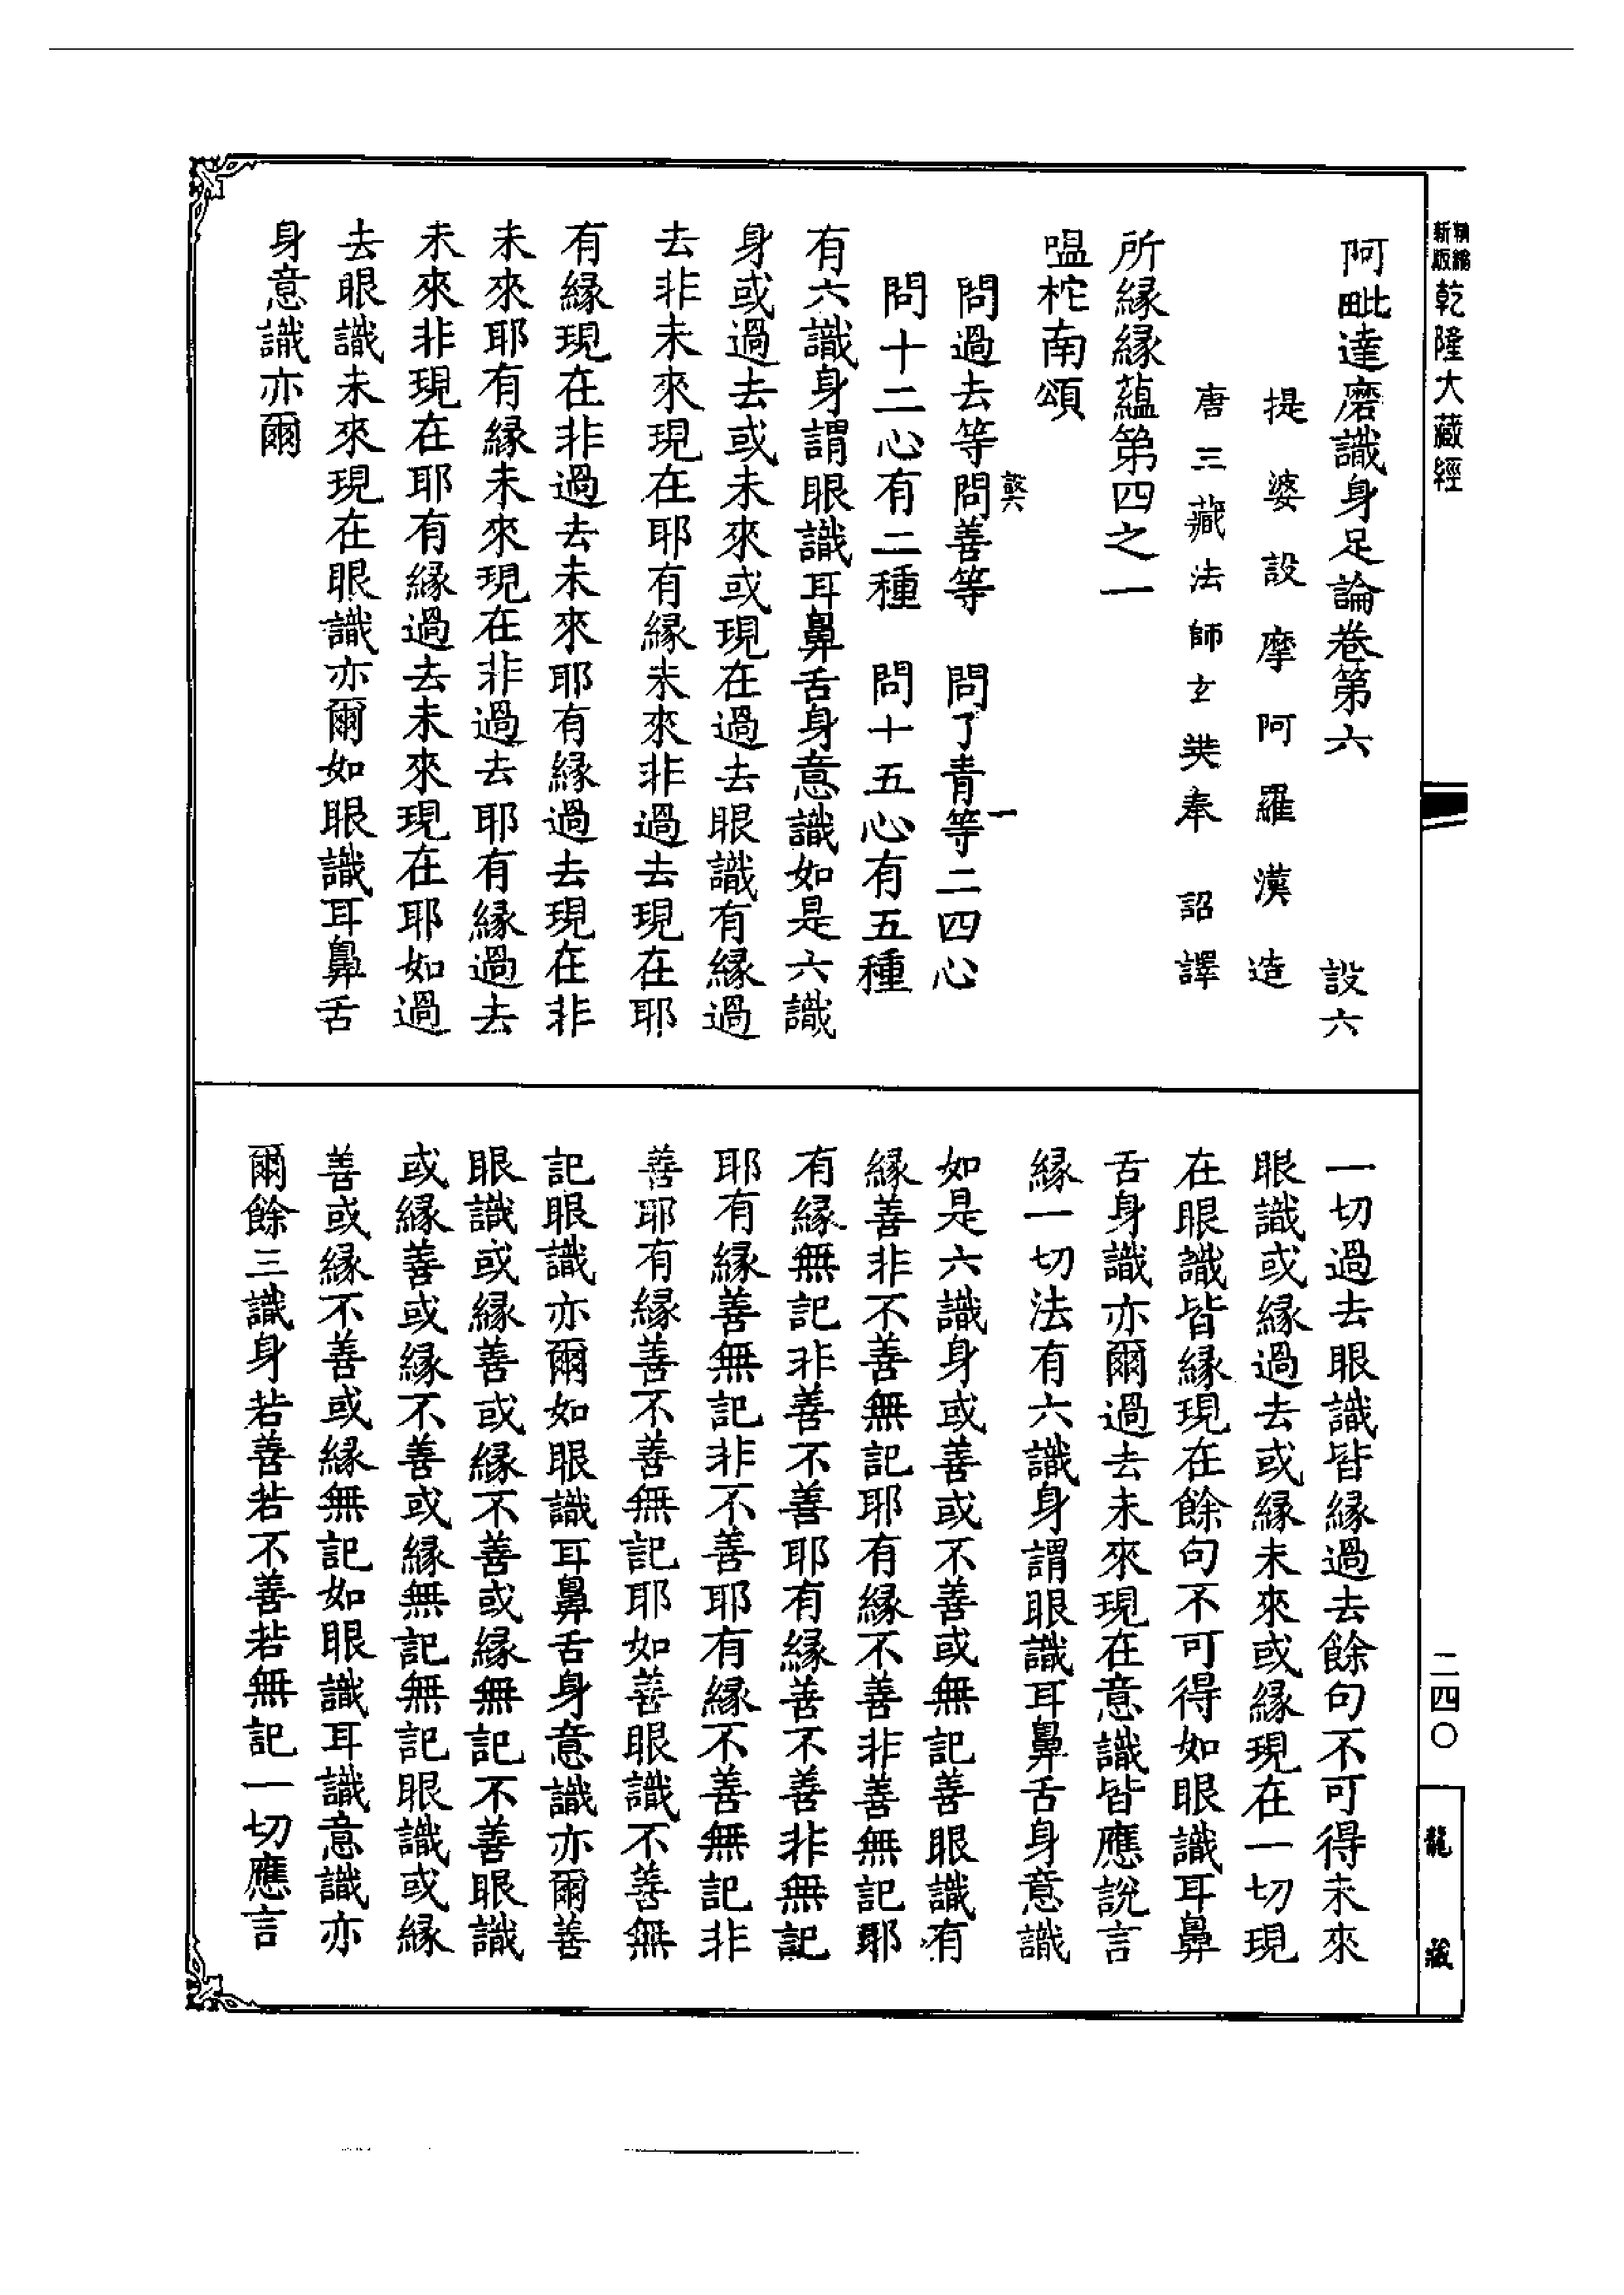 新版
精縮
乾隆大藏經
阿毗達磨識身足論卷第六 設六
提婆設摩阿羅漢造
唐三藏法師玄奘奉 詔譯
所緣緣蘊第四之一
嗢柁南頌
問過去等問善等 問了青等二四心
一
問十二心有二種 問十五心有五種
有六識身謂眼識耳鼻舌身意識如是六識
身或過去或未來或現在過去眼識有緣過
去非未來現在耶有緣未來非過去現在耶
有緣現在非過去未來耶有緣過去現在非
未來耶有緣未來現在非過去耶有緣過去
未來非現在耶有緣過去未來現在耶如過
去眼識未來現在眼識亦爾如眼識耳鼻舌
身意識亦爾
一切過去眼識皆緣過去餘句不可得未來
眼識或緣過去或緣未來或緣現在一切現
在眼識皆緣現在餘句不可得如眼識耳鼻
舌身識亦爾過去未來現在意識皆應說言
緣一切法有六識身謂眼識耳鼻舌身意識
如是六識身或善或不善或無記善眼識有
緣善非不善無記耶有緣不善非善無記耶
有緣無記非善不善耶有緣善不善非無記
耶有緣善無記非不善耶有緣不善無記非
善耶有緣善不善無記耶如善眼識不善無
記眼識亦爾如眼識耳鼻舌身意識亦爾善
眼識或緣善或緣不善或緣無記不善眼識
或緣善或緣不善或緣無記無記眼識或緣
善或緣不善或緣無記如眼識耳識意識亦
爾餘三識身若善若不善若無記一切應言
二四〇
龍藏